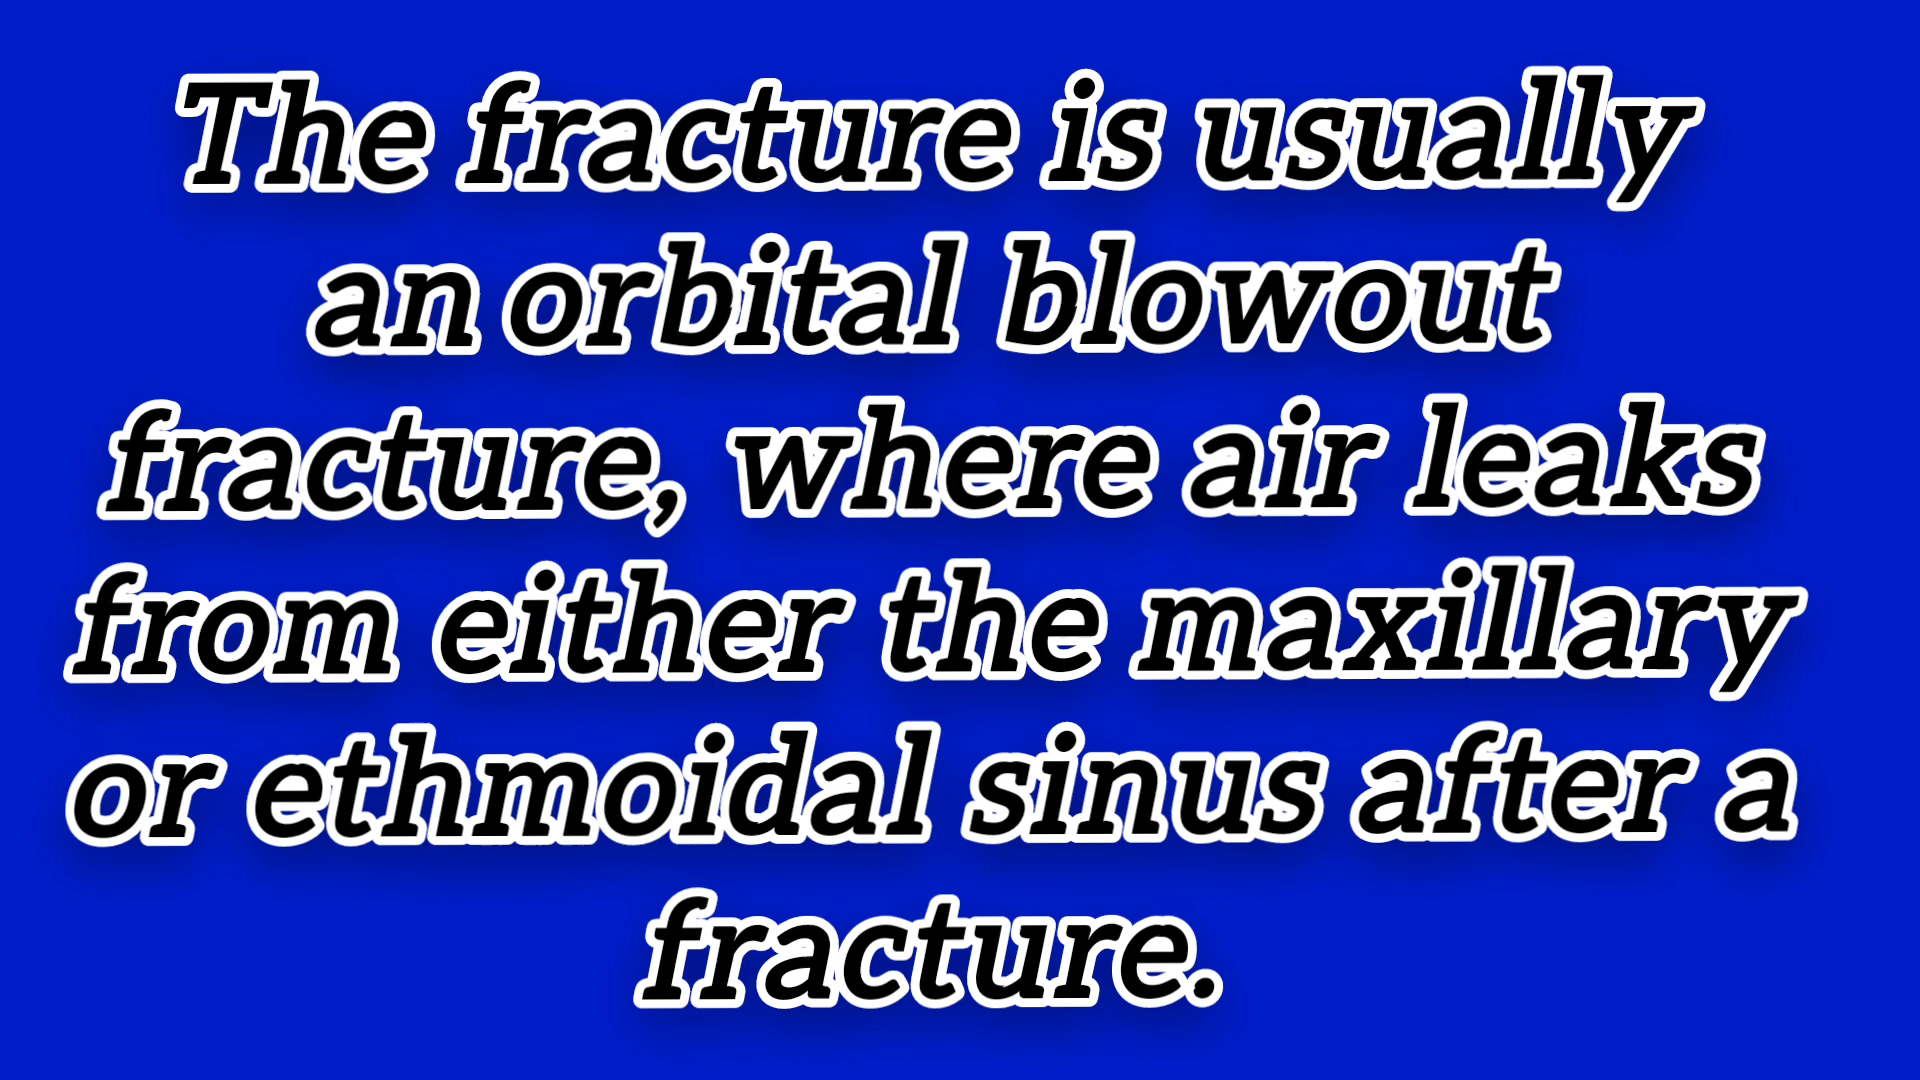 The fracture is usually
an orbital blowout
fracture, where air leaks
from either the maxillary
or ethmoidal sinus after a
fracture.